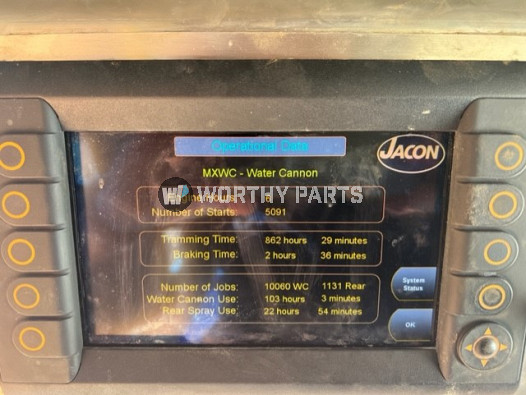 Operational Data
JACON
MXWC - Water Cannon
WORTHY PARTS
Number of Starts: 5091
Tramming Time: 862 hours 29 minutes
Braking Time: 2 hours 36 minutes
Number of Jobs: 10060 WC 1131 Rear
Water Cannon Use: 103 hours 3 minutes
Rear Spray Use: 22 hours 54 minutes
System
Status
OK